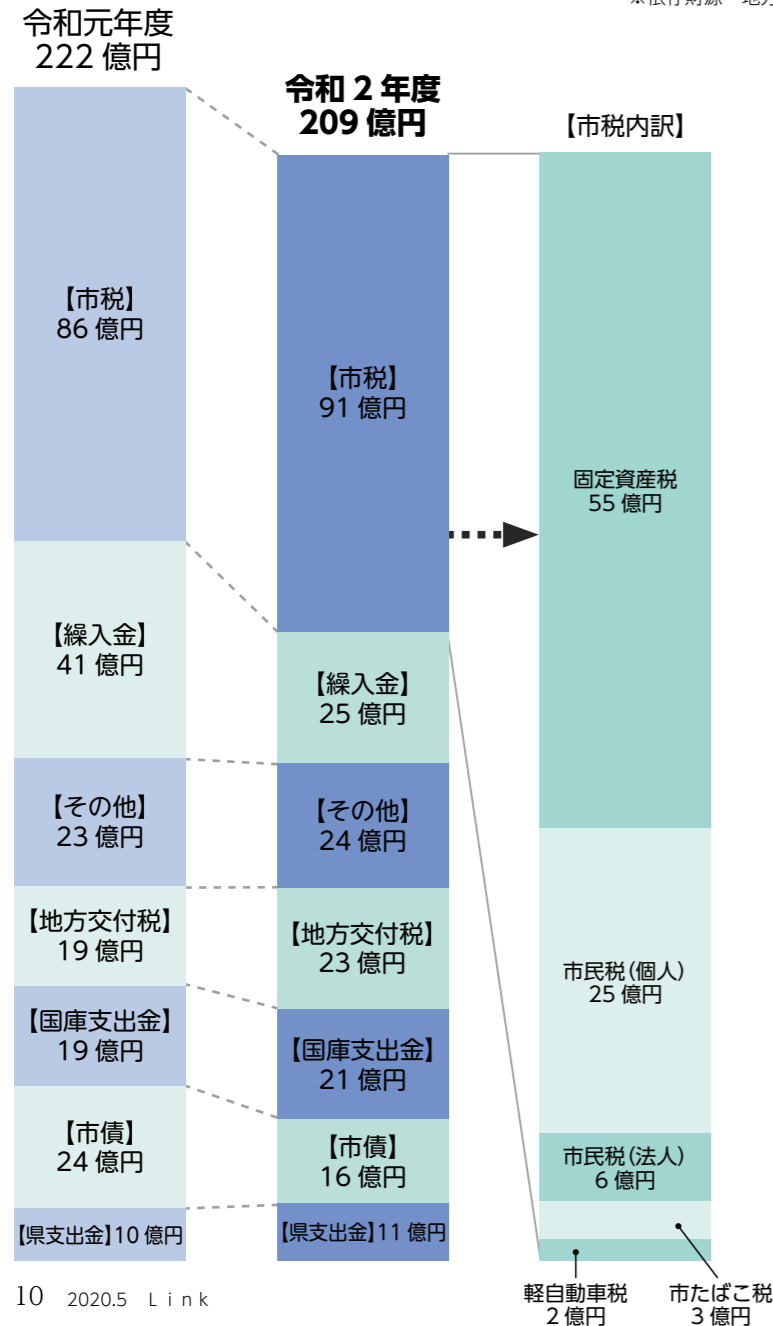 令和元年度
222 億円
【市税】
86 億円
【繰入金】
41 億円
【その他】
23 億円
【地方交付税】
19 億円
【国庫支出金】
19 億円
【市債】
24 億円
【県支出金】10 億円
令和 2 年度
209 億円
【市税】
91 億円
【繰入金】
25 億円
【その他】
24 億円
【地方交付税】
23 億円
【国庫支出金】
21 億円
【市債】
16 億円
【県支出金】11 億円
【市税内訳】
固定資産税
55 億円
市民税(個人)
25 億円
市民税(法人)
6 億円
軽自動車税
2 億円
市たばこ税
3 億円
10 2020.5 Link